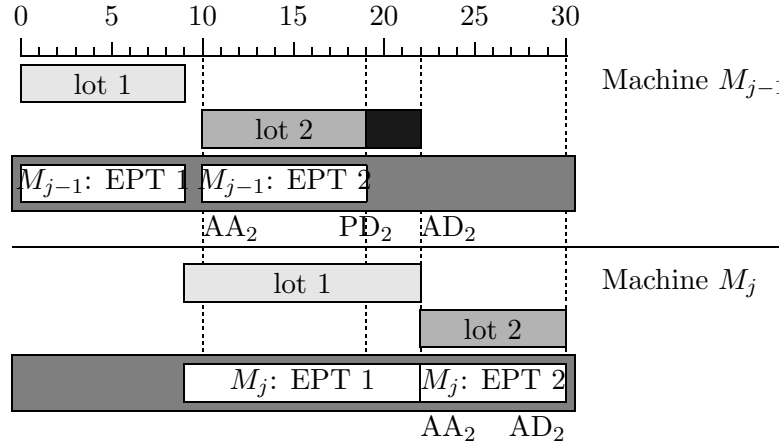 0 5 10 15 20 25 30
lot 1 Machine M_{j−1}
lot 2
M_{j−1}: EPT 1 M_{j−1}: EPT 2
AA_2 PD_2 AD_2
lot 1 Machine M_j
lot 2
M_j: EPT 1 M_j: EPT 2
AA_2 AD_2